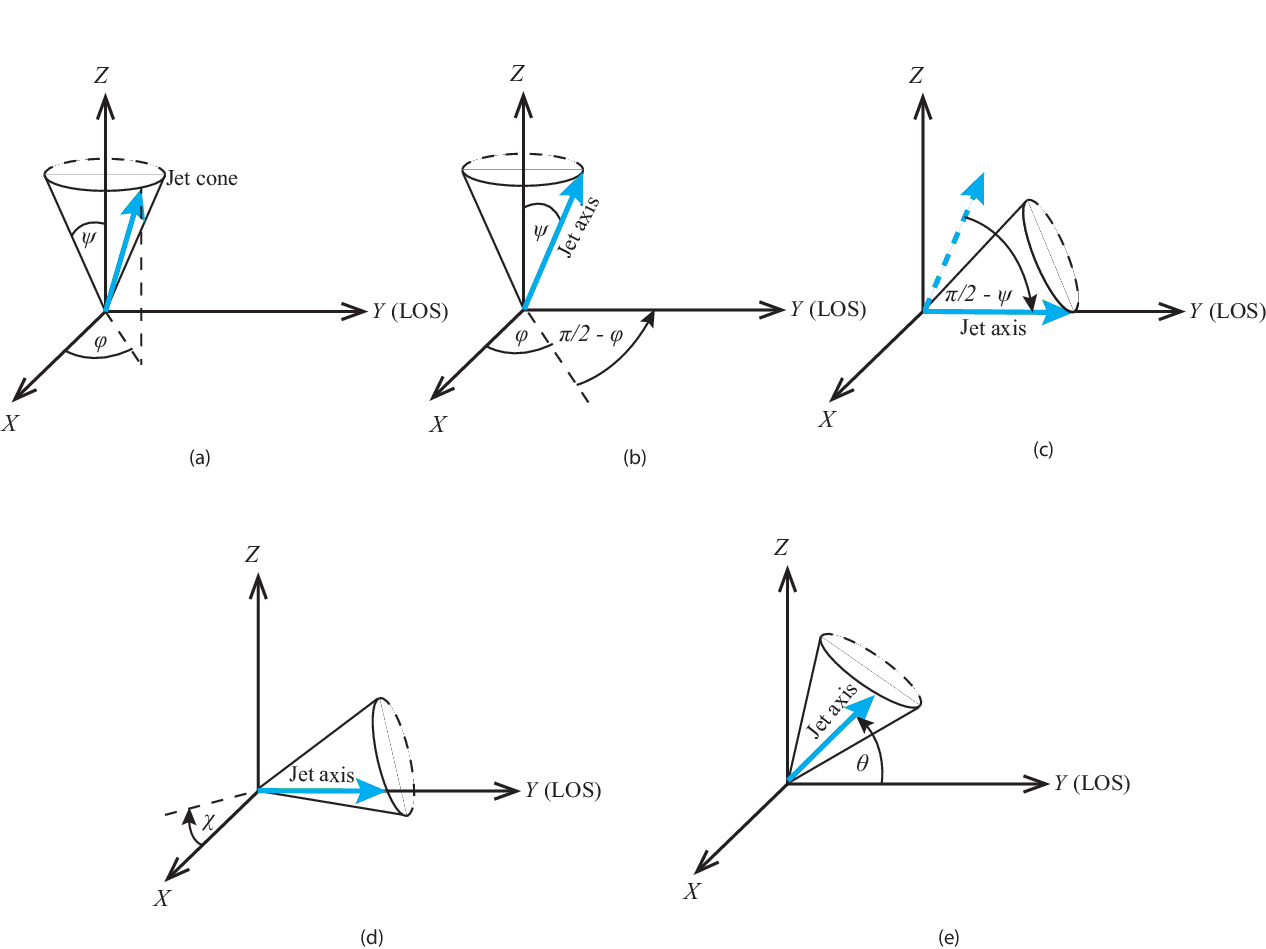 Z
Jet cone
ψ
Y (LOS)
φ
X
(a)
Z
ψ
Jet axis
Y (LOS)
φ
π/2 - φ
X
(b)
Z
π/2 - ψ
Jet axis
Y (LOS)
X
(c)
Z
Jet axis
Y (LOS)
χ
X
(d)
Z
Jet axis
θ
Y (LOS)
X
(e)